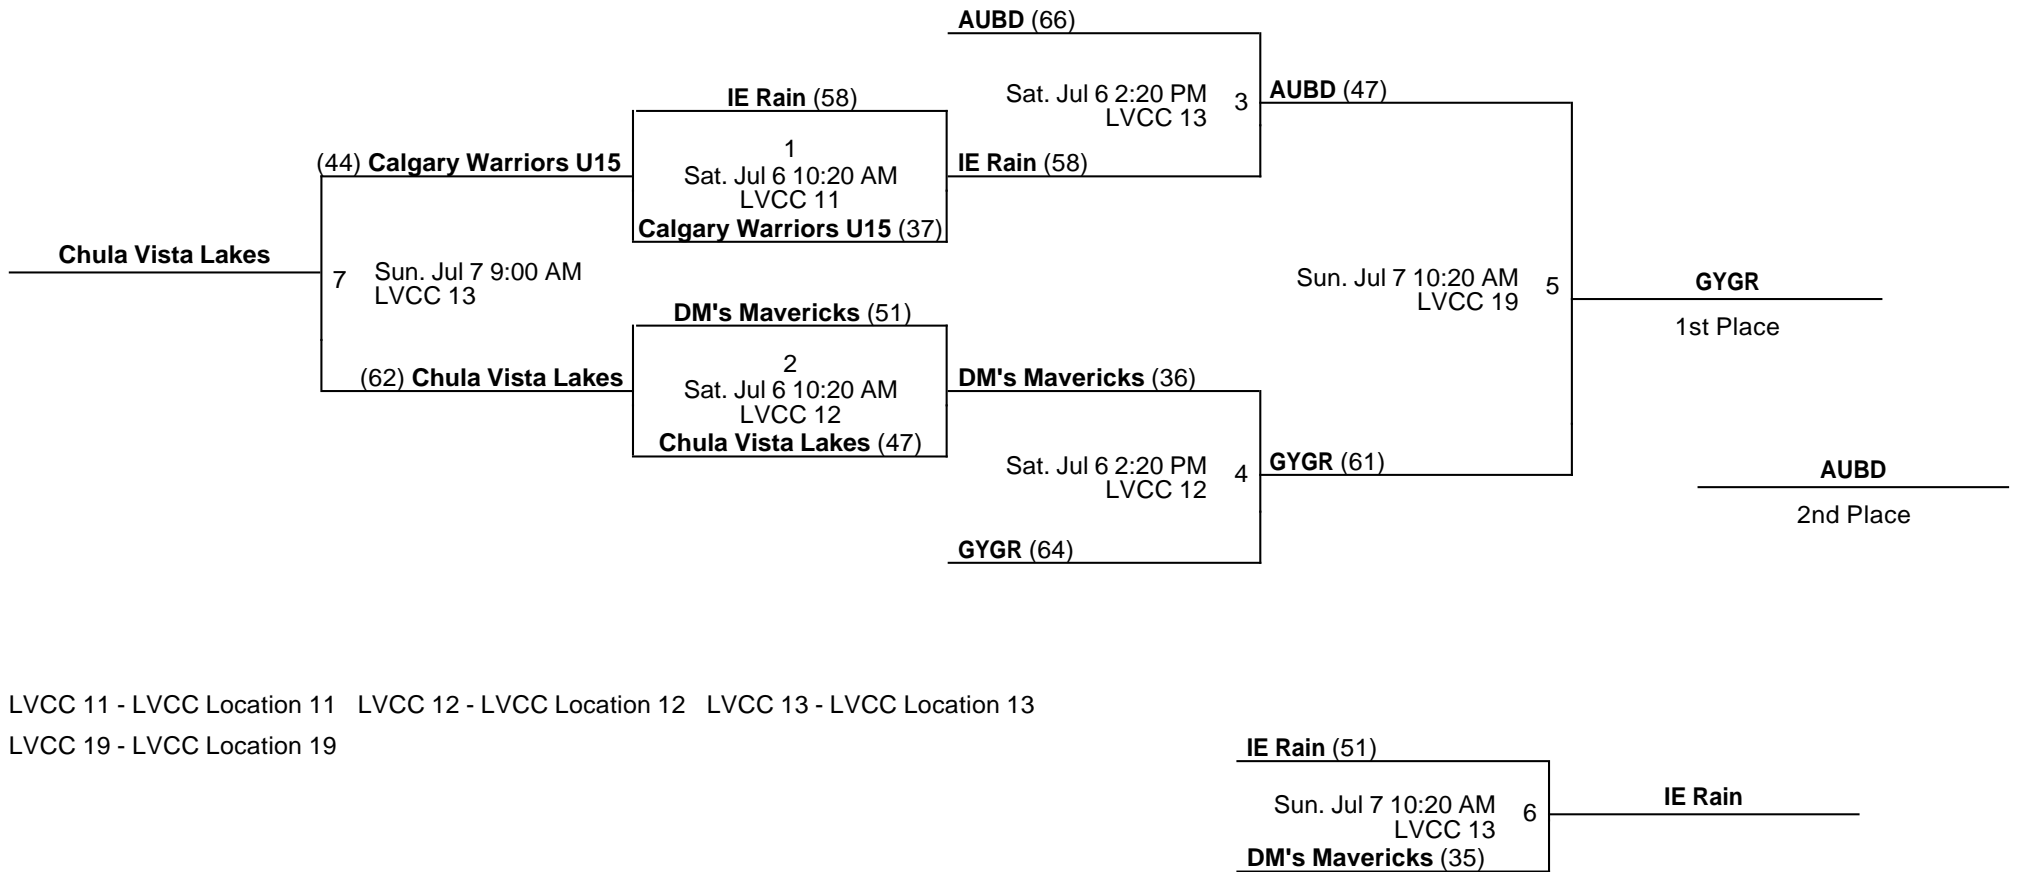 AUBD (66)
Sat. Jul 6 2:20 PM
LVCC 13
3
AUBD (47)
IE Rain (58)
1
Sat. Jul 6 10:20 AM
LVCC 11
Calgary Warriors U15 (37)
(44) Calgary Warriors U15
IE Rain (58)
Chula Vista Lakes
7
Sun. Jul 7 9:00 AM
LVCC 13
Sun. Jul 7 10:20 AM
LVCC 19
5
GYGR
1st Place
DM's Mavericks (51)
2
Sat. Jul 6 10:20 AM
LVCC 12
Chula Vista Lakes (47)
(62) Chula Vista Lakes
DM's Mavericks (36)
Sat. Jul 6 2:20 PM
LVCC 12
4
GYGR (61)
GYGR (64)
AUBD
2nd Place
LVCC 11 - LVCC Location 11 LVCC 12 - LVCC Location 12 LVCC 13 - LVCC Location 13
LVCC 19 - LVCC Location 19
IE Rain (51)
Sun. Jul 7 10:20 AM
LVCC 13
6
IE Rain
DM's Mavericks (35)